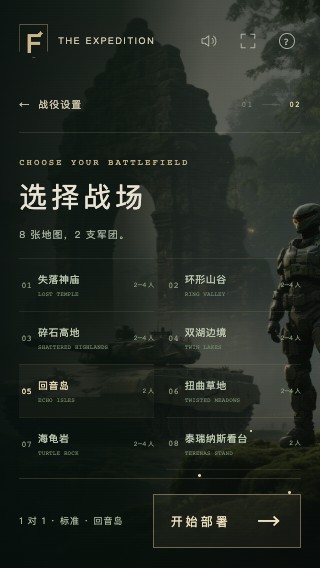 F THE EXPEDITION ?
← 战役设置 01 02
CHOOSE YOUR BATTLEFIELD
选择战场
8 张地图，2 支军团。
01 失落神庙 2—4 人
LOST TEMPLE
02 环形山谷 2—4 人
RING VALLEY
03 碎石高地 2—4 人
SHATTERED HIGHLANDS
04 双湖边境 2—4 人
TWIN LAKES
05 回音岛 2 人
ECHO ISLES
06 扭曲草地 2—4 人
TWISTED MEADOWS
07 海龟岩 2—4 人
TURTLE ROCK
08 泰瑞纳斯看台 2 人
TERENAS STAND
1 对 1 · 标准 · 回音岛
开始部署 →